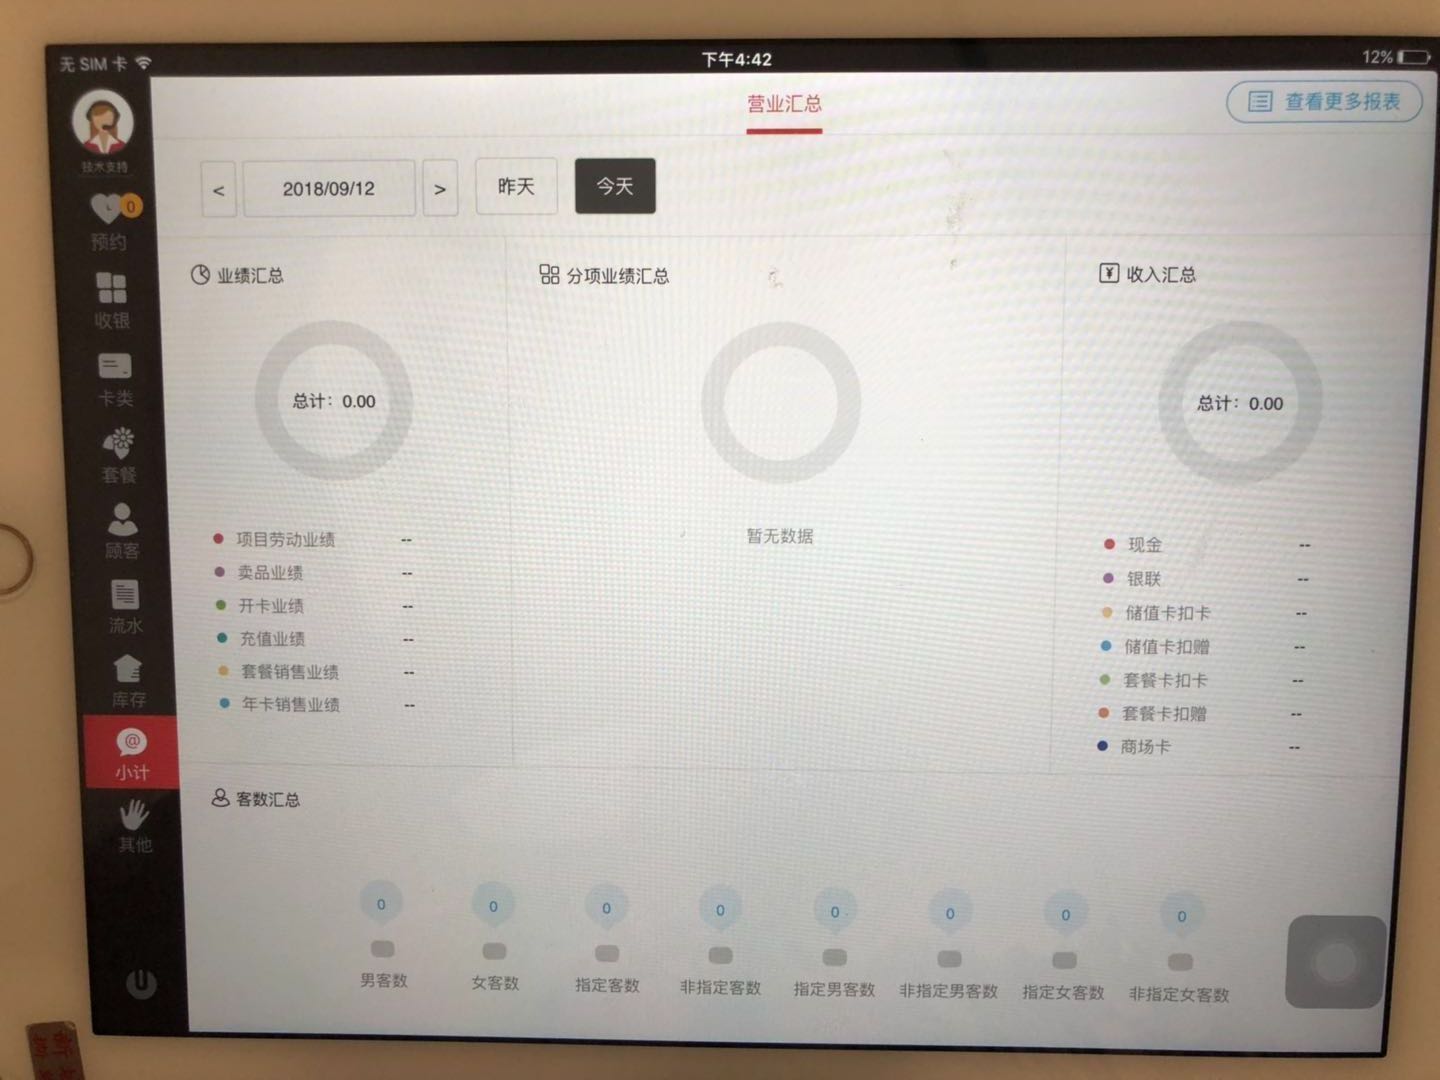 无 SIM 卡
下午4:42
12%
技术支持
0
预约
收银
卡类
套餐
顾客
流水
库存
@
小计
其他
营业汇总
查看更多报表
<
2018/09/12
>
昨天
今天
业绩汇总
总计：0.00
项目劳动业绩 --
卖品业绩 --
开卡业绩 --
充值业绩 --
套餐销售业绩 --
年卡销售业绩 --
分项业绩汇总
暂无数据
¥ 收入汇总
总计：0.00
现金 --
银联 --
储值卡扣卡 --
储值卡扣赠 --
套餐卡扣卡 --
套餐卡扣赠 --
商场卡 --
客数汇总
0 0 0 0 0 0 0 0
男客数 女客数 指定客数 非指定客数 指定男客数 非指定男客数 指定女客数 非指定女客数